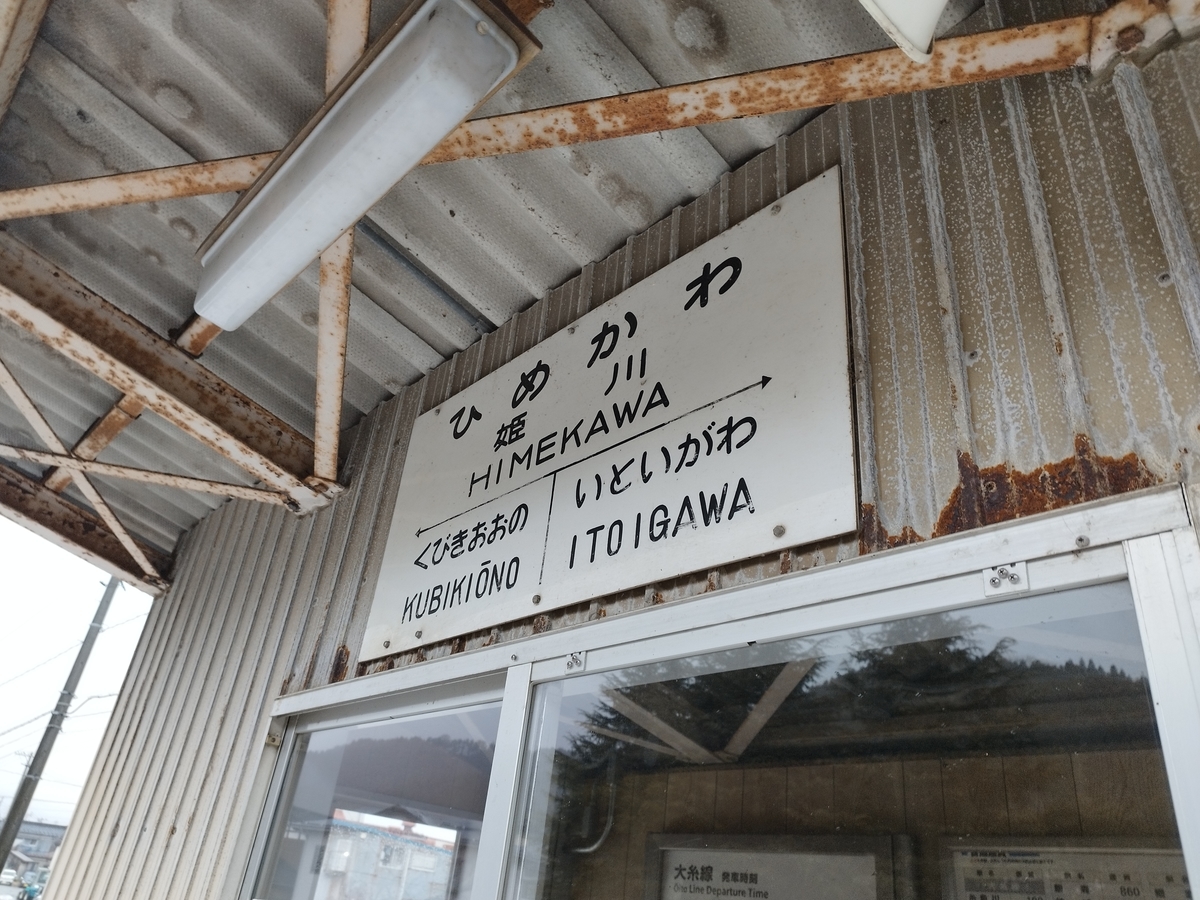 ひめかわ
姫川
HIMEKAWA
くびきおおの
KUBIKIŌNO
いといがわ
ITOIGAWA
大糸線 発車時刻
Line Departure Time
860